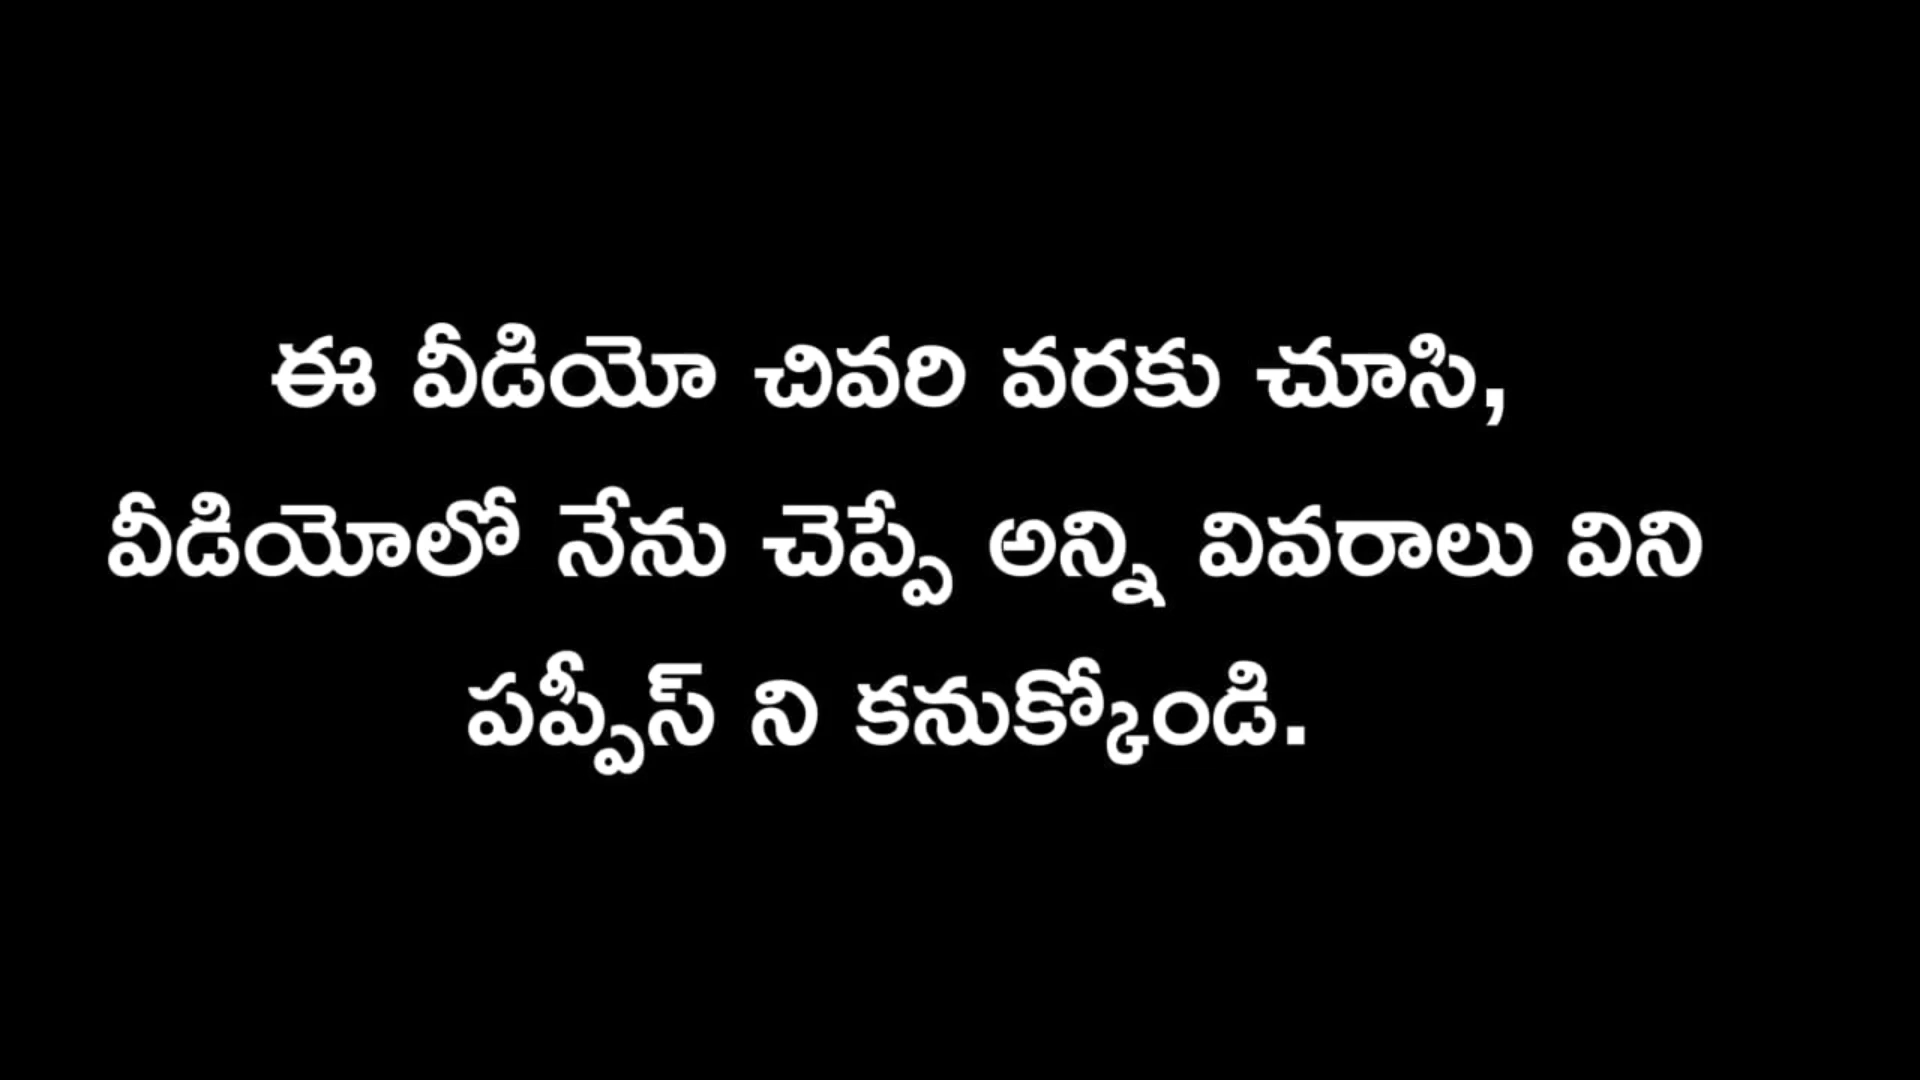 ఈ వీడియో చివరి వరకు చూసి,
వీడియోలో నేను చెప్పే అన్ని వివరాలు విని
పప్పీస్ ని కనుక్కోండి.